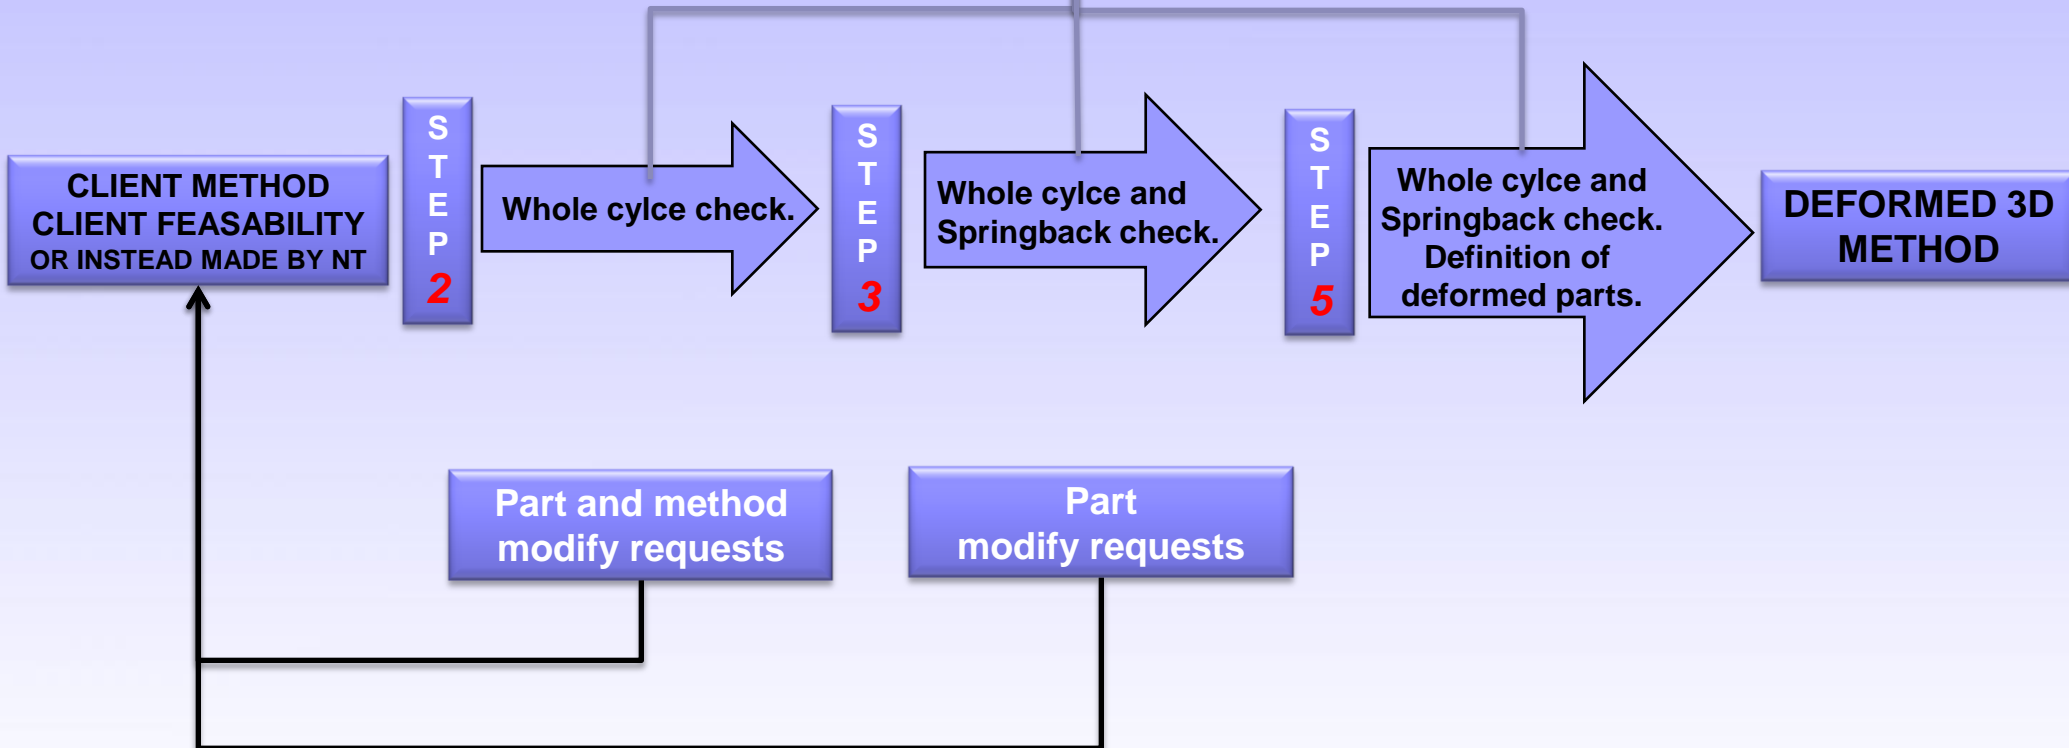 CLIENT METHOD
CLIENT FEASABILITY
OR INSTEAD MADE BY NT
S
T
E
P
2
Whole cylce check.
S
T
E
P
3
Whole cylce and
Springback check.
S
T
E
P
5
Whole cylce and
Springback check.
Definition of
deformed parts.
DEFORMED 3D
METHOD
Part and method
modify requests
Part
modify requests